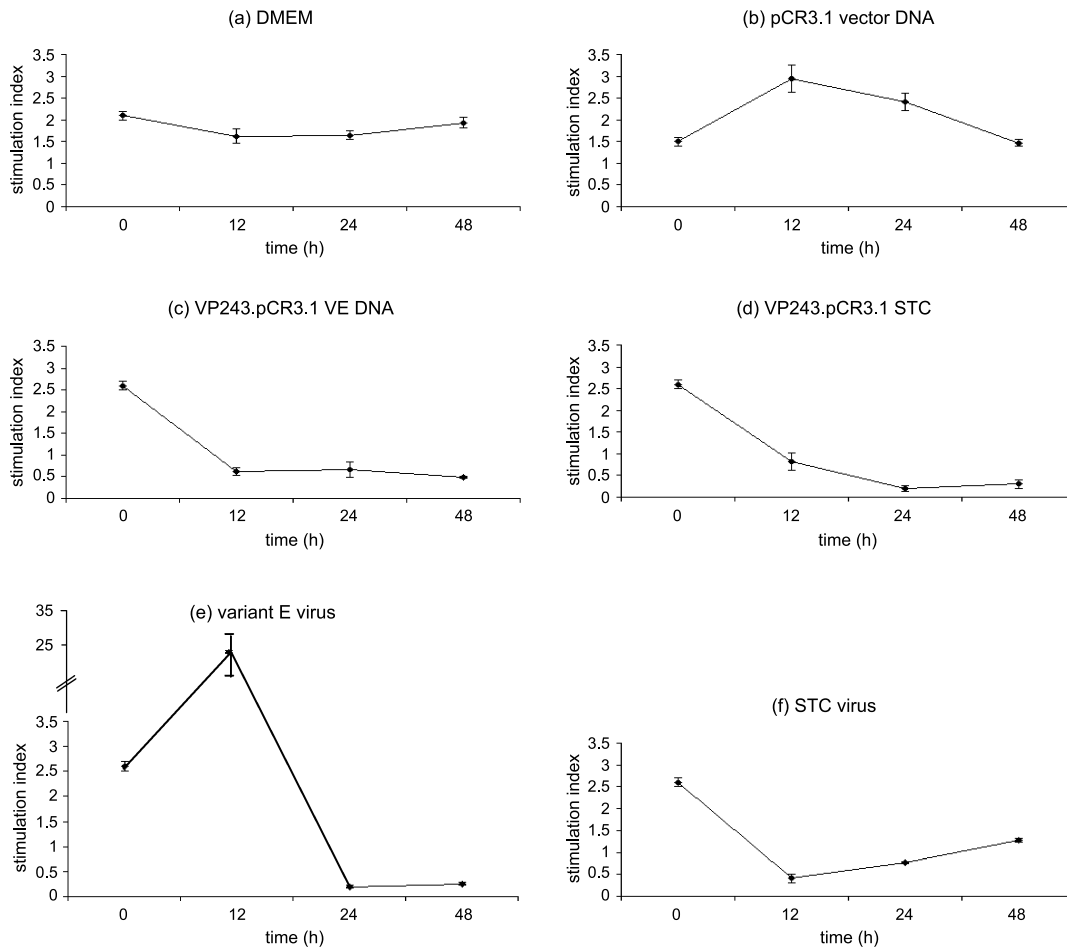 (a) DMEM
3.5
3
2.5
2
1.5
1
0.5
0
stimulation index
0 12 24 48
time (h)
(b) pCR3.1 vector DNA
3.5
3
2.5
2
1.5
1
0.5
0
stimulation index
0 12 24 48
time (h)
(c) VP243.pCR3.1 VE DNA
3.5
3
2.5
2
1.5
1
0.5
0
stimulation index
0 12 24 48
time (h)
(d) VP243.pCR3.1 STC
3.5
3
2.5
2
1.5
1
0.5
0
stimulation index
0 12 24 48
time (h)
(e) variant E virus
35
25
3.5
3
2.5
2
1.5
1
0.5
0
stimulation index
0 12 24 48
time (h)
(f) STC virus
3.5
3
2.5
2
1.5
1
0.5
0
stimulation index
0 12 24 48
time (h)